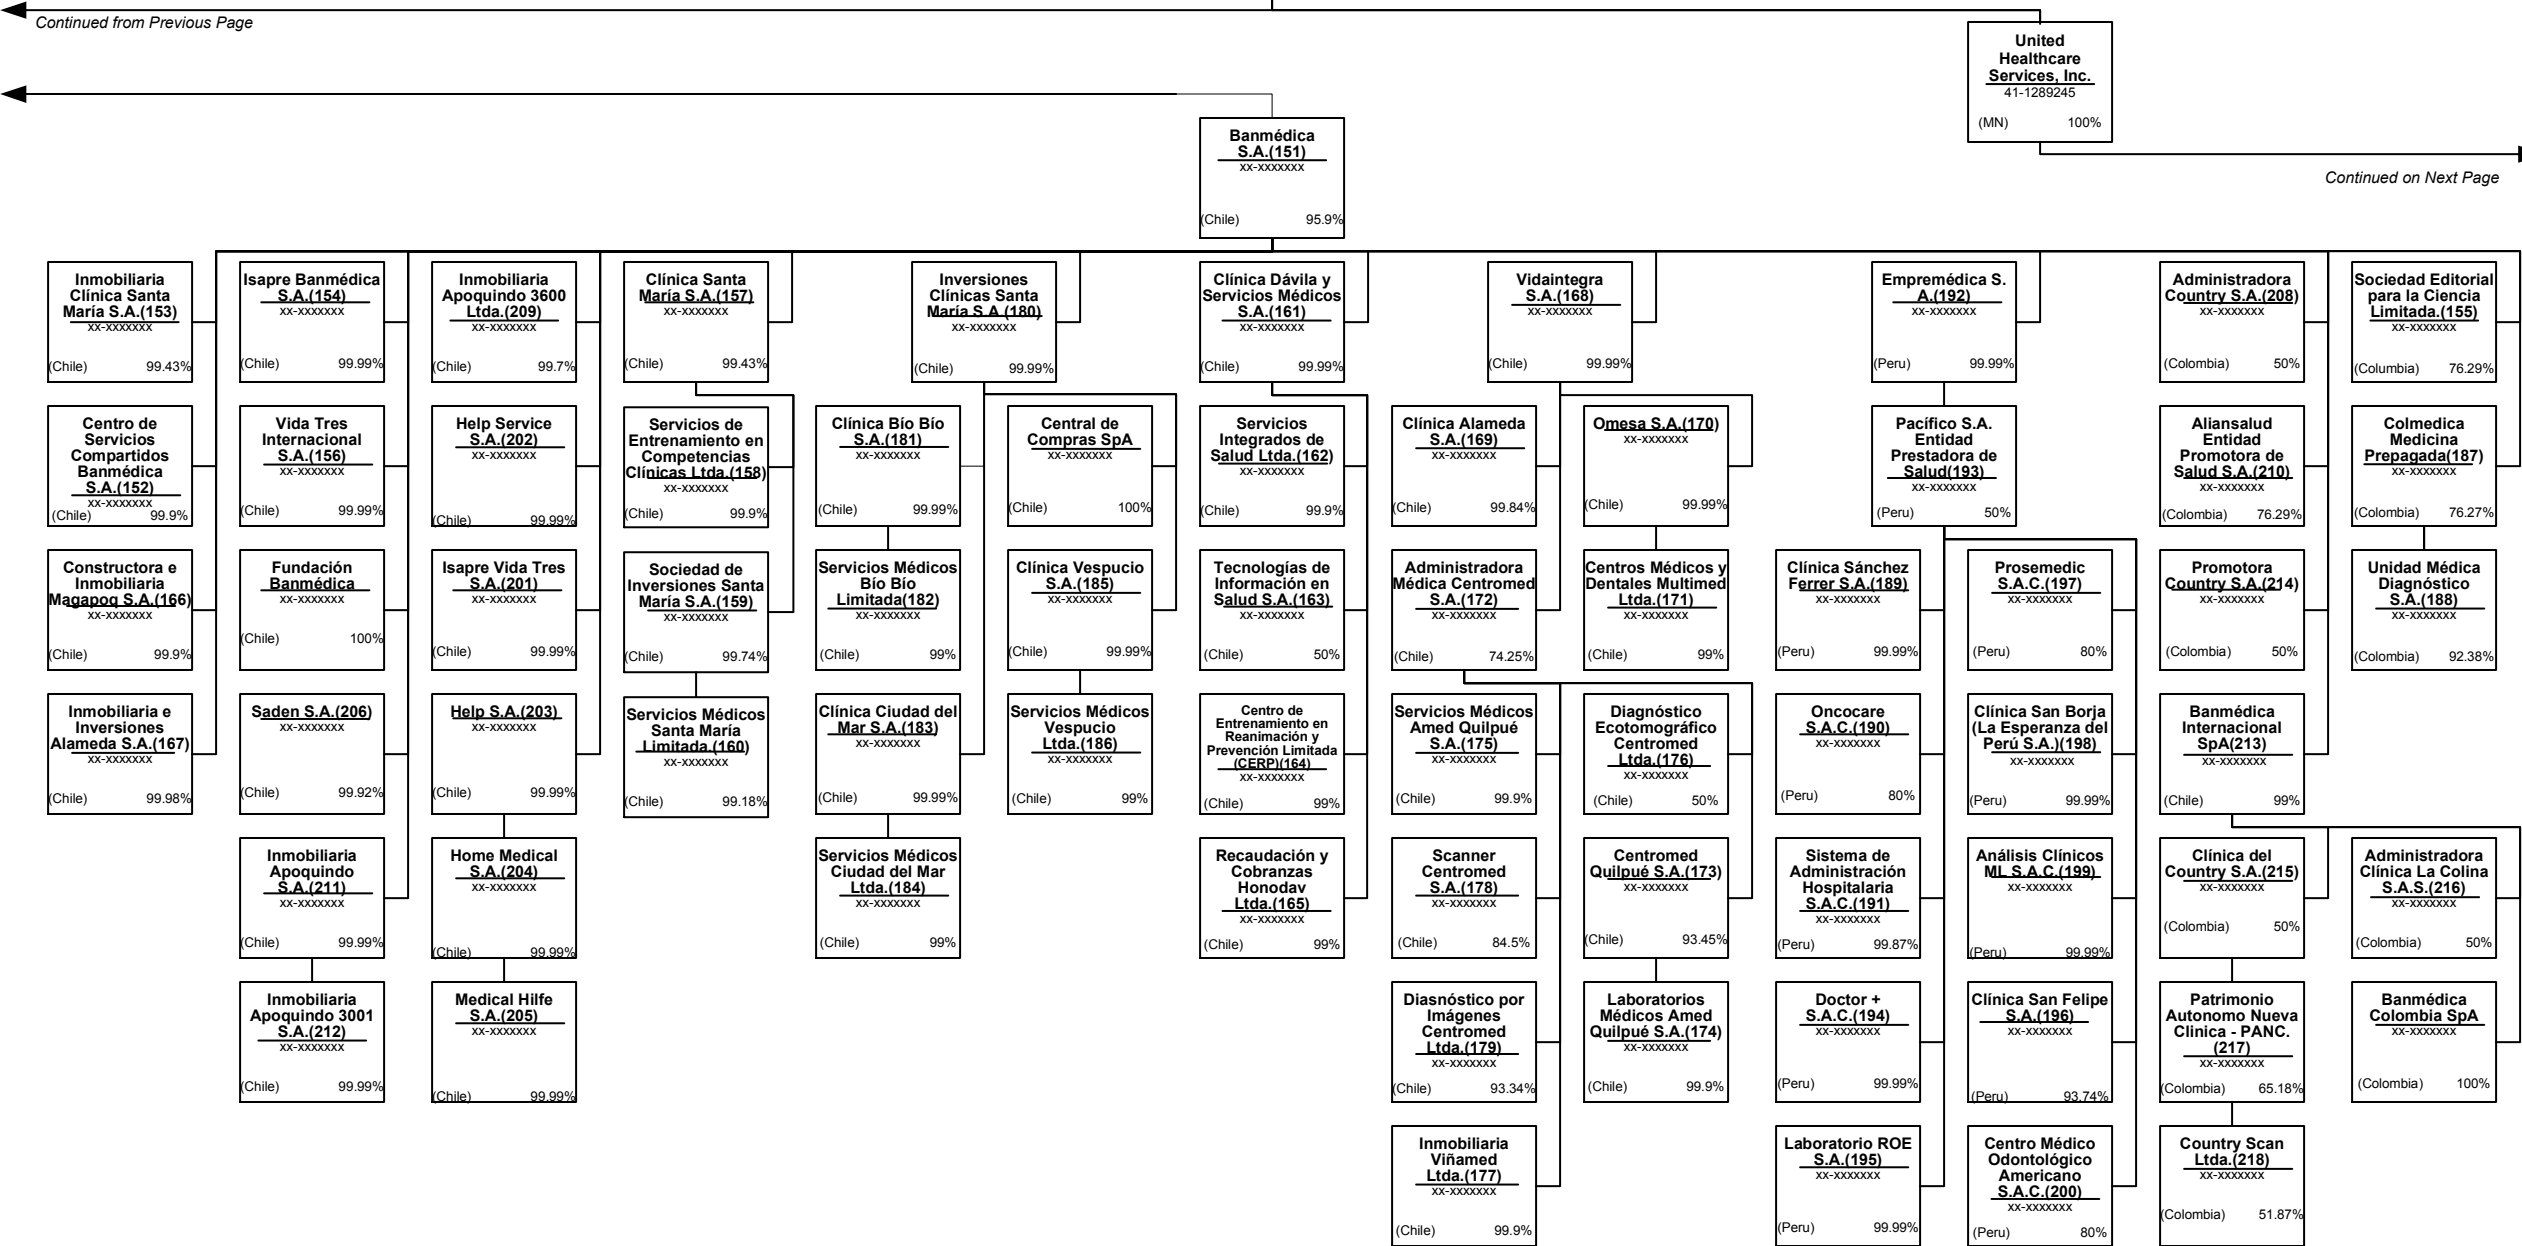 Continued from Previous Page
United
Healthcare
Services, Inc.
41-1289245
(MN) 100%
Continued on Next Page
Banmédica
S.A.(151)
xx-xxxxxxx
(Chile) 95.9%
Inmobiliaria
Clínica Santa
María S.A.(153)
xx-xxxxxxx
(Chile) 99.43%
Isapre Banmédica
S.A.(154)
xx-xxxxxxx
(Chile) 99.99%
Inmobiliaria
Apoquindo 3600
Ltda.(209)
xx-xxxxxxx
(Chile) 99.7%
Clínica Santa
María S.A.(157)
xx-xxxxxxx
(Chile) 99.43%
Inversiones
Clínicas Santa
María S.A.(180)
xx-xxxxxxx
(Chile) 99.99%
Clínica Dávila y
Servicios Médicos
S.A.(161)
xx-xxxxxxx
(Chile) 99.99%
Vidaintegra
S.A.(168)
xx-xxxxxxx
(Chile) 99.99%
Empremédica S.
A.(192)
xx-xxxxxxx
(Peru) 99.99%
Administradora
Country S.A.(208)
xx-xxxxxxx
(Colombia) 50%
Sociedad Editorial
para la Ciencia
Limitada.(155)
xx-xxxxxxx
(Columbia) 76.29%
Centro de
Servicios
Compartidos
Banmédica
S.A.(152)
xx-xxxxxxx
(Chile) 99.9%
Vida Tres
Internacional
S.A.(156)
xx-xxxxxxx
(Chile) 99.99%
Help Service
S.A.(202)
xx-xxxxxxx
(Chile) 99.99%
Servicios de
Entrenamiento en
Competencias
Clínicas Ltda.(158)
xx-xxxxxxx
(Chile) 99.9%
Clínica Bío Bío
S.A.(181)
xx-xxxxxxx
(Chile) 99.99%
Central de
Compras SpA
xx-xxxxxxx
(Chile) 100%
Servicios
Integrados de
Salud Ltda.(162)
xx-xxxxxxx
(Chile) 99.9%
Clínica Alameda
S.A.(169)
xx-xxxxxxx
(Chile) 99.84%
Omesa S.A.(170)
xx-xxxxxxx
(Chile) 99.99%
Pacífico S.A.
Entidad
Prestadora de
Salud(193)
xx-xxxxxxx
(Peru) 50%
Aliansalud
Entidad
Promotora de
Salud S.A.(210)
xx-xxxxxxx
(Colombia) 76.29%
Colmedica
Medicina
Prepagada(187)
xx-xxxxxxx
(Colombia) 76.27%
Constructora e
Inmobiliaria
Magapoq S.A.(166)
xx-xxxxxxx
(Chile) 99.9%
Fundación
Banmédica
xx-xxxxxxx
(Chile) 100%
Isapre Vida Tres
S.A.(201)
xx-xxxxxxx
(Chile) 99.99%
Sociedad de
Inversiones Santa
María S.A.(159)
xx-xxxxxxx
(Chile) 99.74%
Servicios Médicos
Bío Bío
Limitada(182)
xx-xxxxxxx
(Chile) 99%
Clínica Vespucio
S.A.(185)
xx-xxxxxxx
(Chile) 99.99%
Tecnologías de
Información en
Salud S.A.(163)
xx-xxxxxxx
(Chile) 50%
Administradora
Médica Centromed
S.A.(172)
xx-xxxxxxx
(Chile) 74.25%
Centros Médicos y
Dentales Multimed
Ltda.(171)
xx-xxxxxxx
(Chile) 99%
Clínica Sánchez
Ferrer S.A.(189)
xx-xxxxxxx
(Peru) 99.99%
Prosemedic
S.A.C.(197)
xx-xxxxxxx
(Peru) 80%
Promotora
Country S.A.(214)
xx-xxxxxxx
(Colombia) 50%
Unidad Médica
Diagnóstico
S.A.(188)
xx-xxxxxxx
(Colombia) 92.38%
Inmobiliaria e
Inversiones
Alameda S.A.(167)
xx-xxxxxxx
(Chile) 99.98%
Saden S.A.(206)
xx-xxxxxxx
(Chile) 99.92%
Help S.A.(203)
xx-xxxxxxx
(Chile) 99.99%
Servicios Médicos
Santa María
Limitada.(160)
xx-xxxxxxx
(Chile) 99.18%
Clínica Ciudad del
Mar S.A.(183)
xx-xxxxxxx
(Chile) 99.99%
Servicios Médicos
Vespucio
Ltda.(186)
xx-xxxxxxx
(Chile) 99%
Centro de
Entrenamiento en
Reanimación y
Prevención Limitada
(CERP)(164)
xx-xxxxxxx
(Chile) 99%
Servicios Médicos
Amed Quilpué
S.A.(175)
xx-xxxxxxx
(Chile) 99.9%
Diagnóstico
Ecotomográfico
Centromed
Ltda.(176)
xx-xxxxxxx
(Chile) 50%
Oncocare
S.A.C.(190)
xx-xxxxxxx
(Peru) 80%
Clínica San Borja
(La Esperanza del
Perú S.A.)(198)
xx-xxxxxxx
(Peru) 99.99%
Banmédica
Internacional
SpA(213)
xx-xxxxxxx
(Chile) 99%
Inmobiliaria
Apoquindo
S.A.(211)
xx-xxxxxxx
(Chile) 99.99%
Home Medical
S.A.(204)
xx-xxxxxxx
(Chile) 99.99%
Servicios Médicos
Ciudad del Mar
Ltda.(184)
xx-xxxxxxx
(Chile) 99%
Recaudación y
Cobranzas
Honodav
Ltda.(165)
xx-xxxxxxx
(Chile) 99%
Scanner
Centromed
S.A.(178)
xx-xxxxxxx
(Chile) 84.5%
Centromed
Quilpué S.A.(173)
xx-xxxxxxx
(Chile) 93.45%
Sistema de
Administración
Hospitalaria
S.A.C.(191)
xx-xxxxxxx
(Peru) 99.87%
Análisis Clínicos
ML S.A.C.(199)
xx-xxxxxxx
(Peru) 99.99%
Clínica del
Country S.A.(215)
xx-xxxxxxx
(Colombia) 50%
Administradora
Clínica La Colina
S.A.S.(216)
xx-xxxxxxx
(Colombia) 50%
Inmobiliaria
Apoquindo 3001
S.A.(212)
xx-xxxxxxx
(Chile) 99.99%
Medical Hilfe
S.A.(205)
xx-xxxxxxx
(Chile) 99.99%
Diasnóstico por
Imágenes
Centromed
Ltda.(179)
xx-xxxxxxx
(Chile) 93.34%
Laboratorios
Médicos Amed
Quilpué S.A.(174)
xx-xxxxxxx
(Chile) 99.9%
Doctor +
S.A.C.(194)
xx-xxxxxxx
(Peru) 99.99%
Clínica San Felipe
S.A.(196)
xx-xxxxxxx
(Peru) 93.74%
Patrimonio
Autonomo Nueva
Clinica - PANC.
(217)
xx-xxxxxxx
(Colombia) 65.18%
Banmédica
Colombia SpA
xx-xxxxxxx
(Colombia) 100%
Inmobiliaria
Viñamed
Ltda.(177)
xx-xxxxxxx
(Chile) 99.9%
Laboratorio ROE
S.A.(195)
xx-xxxxxxx
(Peru) 99.99%
Centro Médico
Odontológico
Americano
S.A.C.(200)
xx-xxxxxxx
(Peru) 80%
Country Scan
Ltda.(218)
xx-xxxxxxx
(Colombia) 51.87%